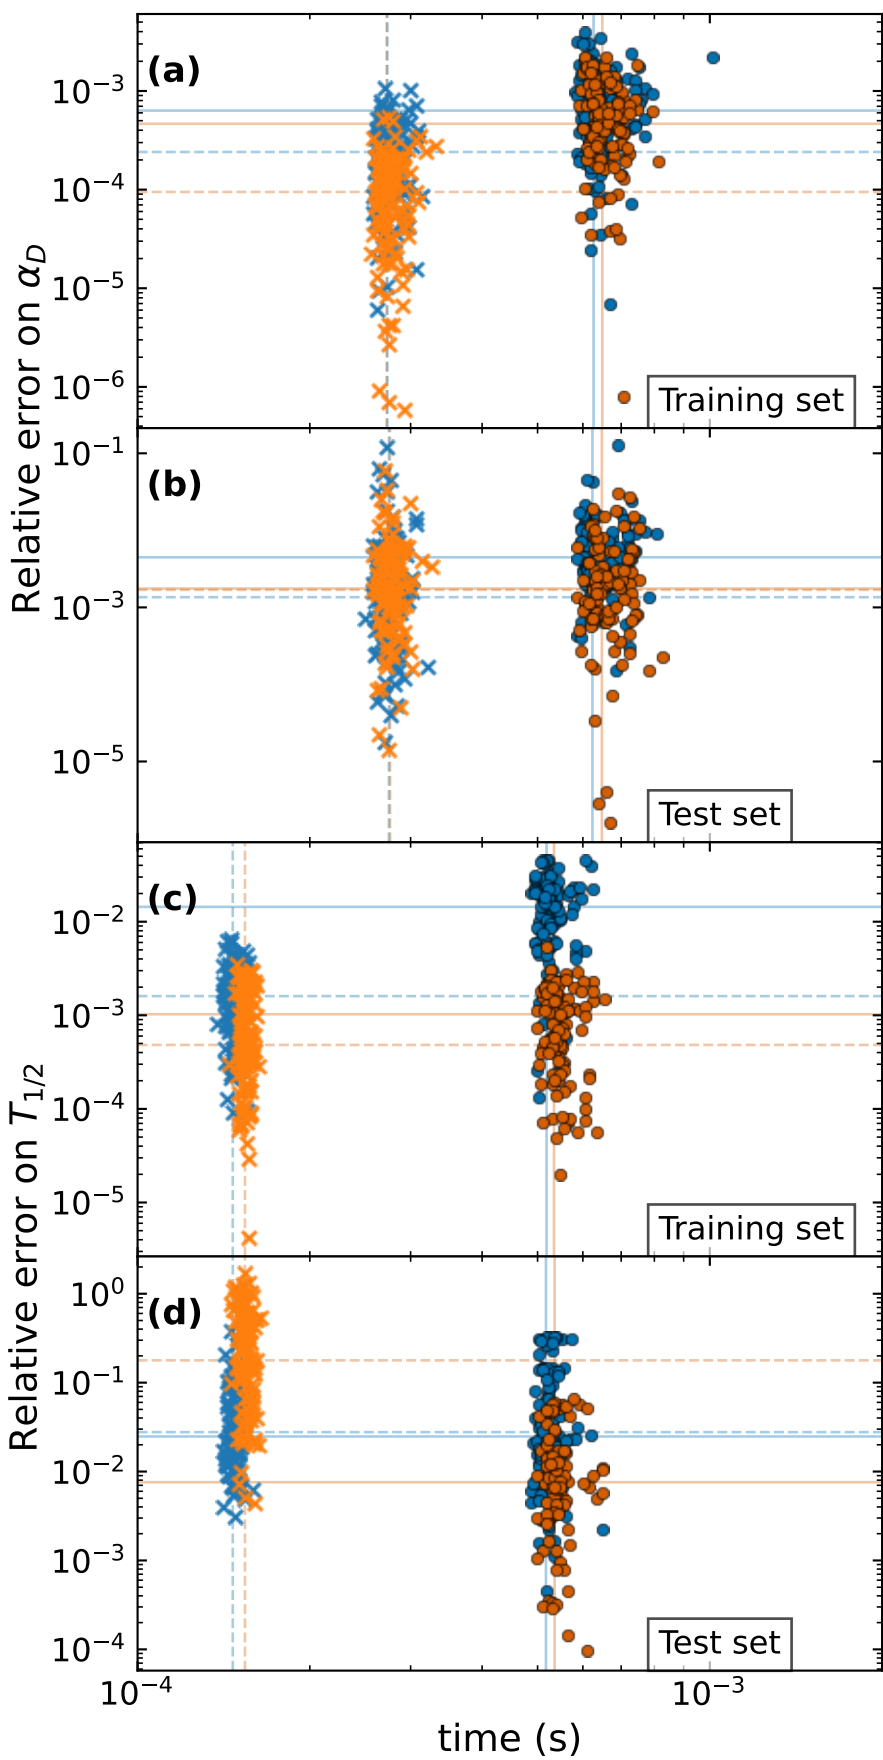 (a)
10⁻³
10⁻⁴
10⁻⁵
10⁻⁶
Training set
Relative error on α_D
(b)
10⁻¹
10⁻³
10⁻⁵
Test set
(c)
10⁻²
10⁻³
10⁻⁴
10⁻⁵
Training set
Relative error on T_{1/2}
(d)
10⁰
10⁻¹
10⁻²
10⁻³
10⁻⁴
Test set
10⁻⁴
10⁻³
time (s)